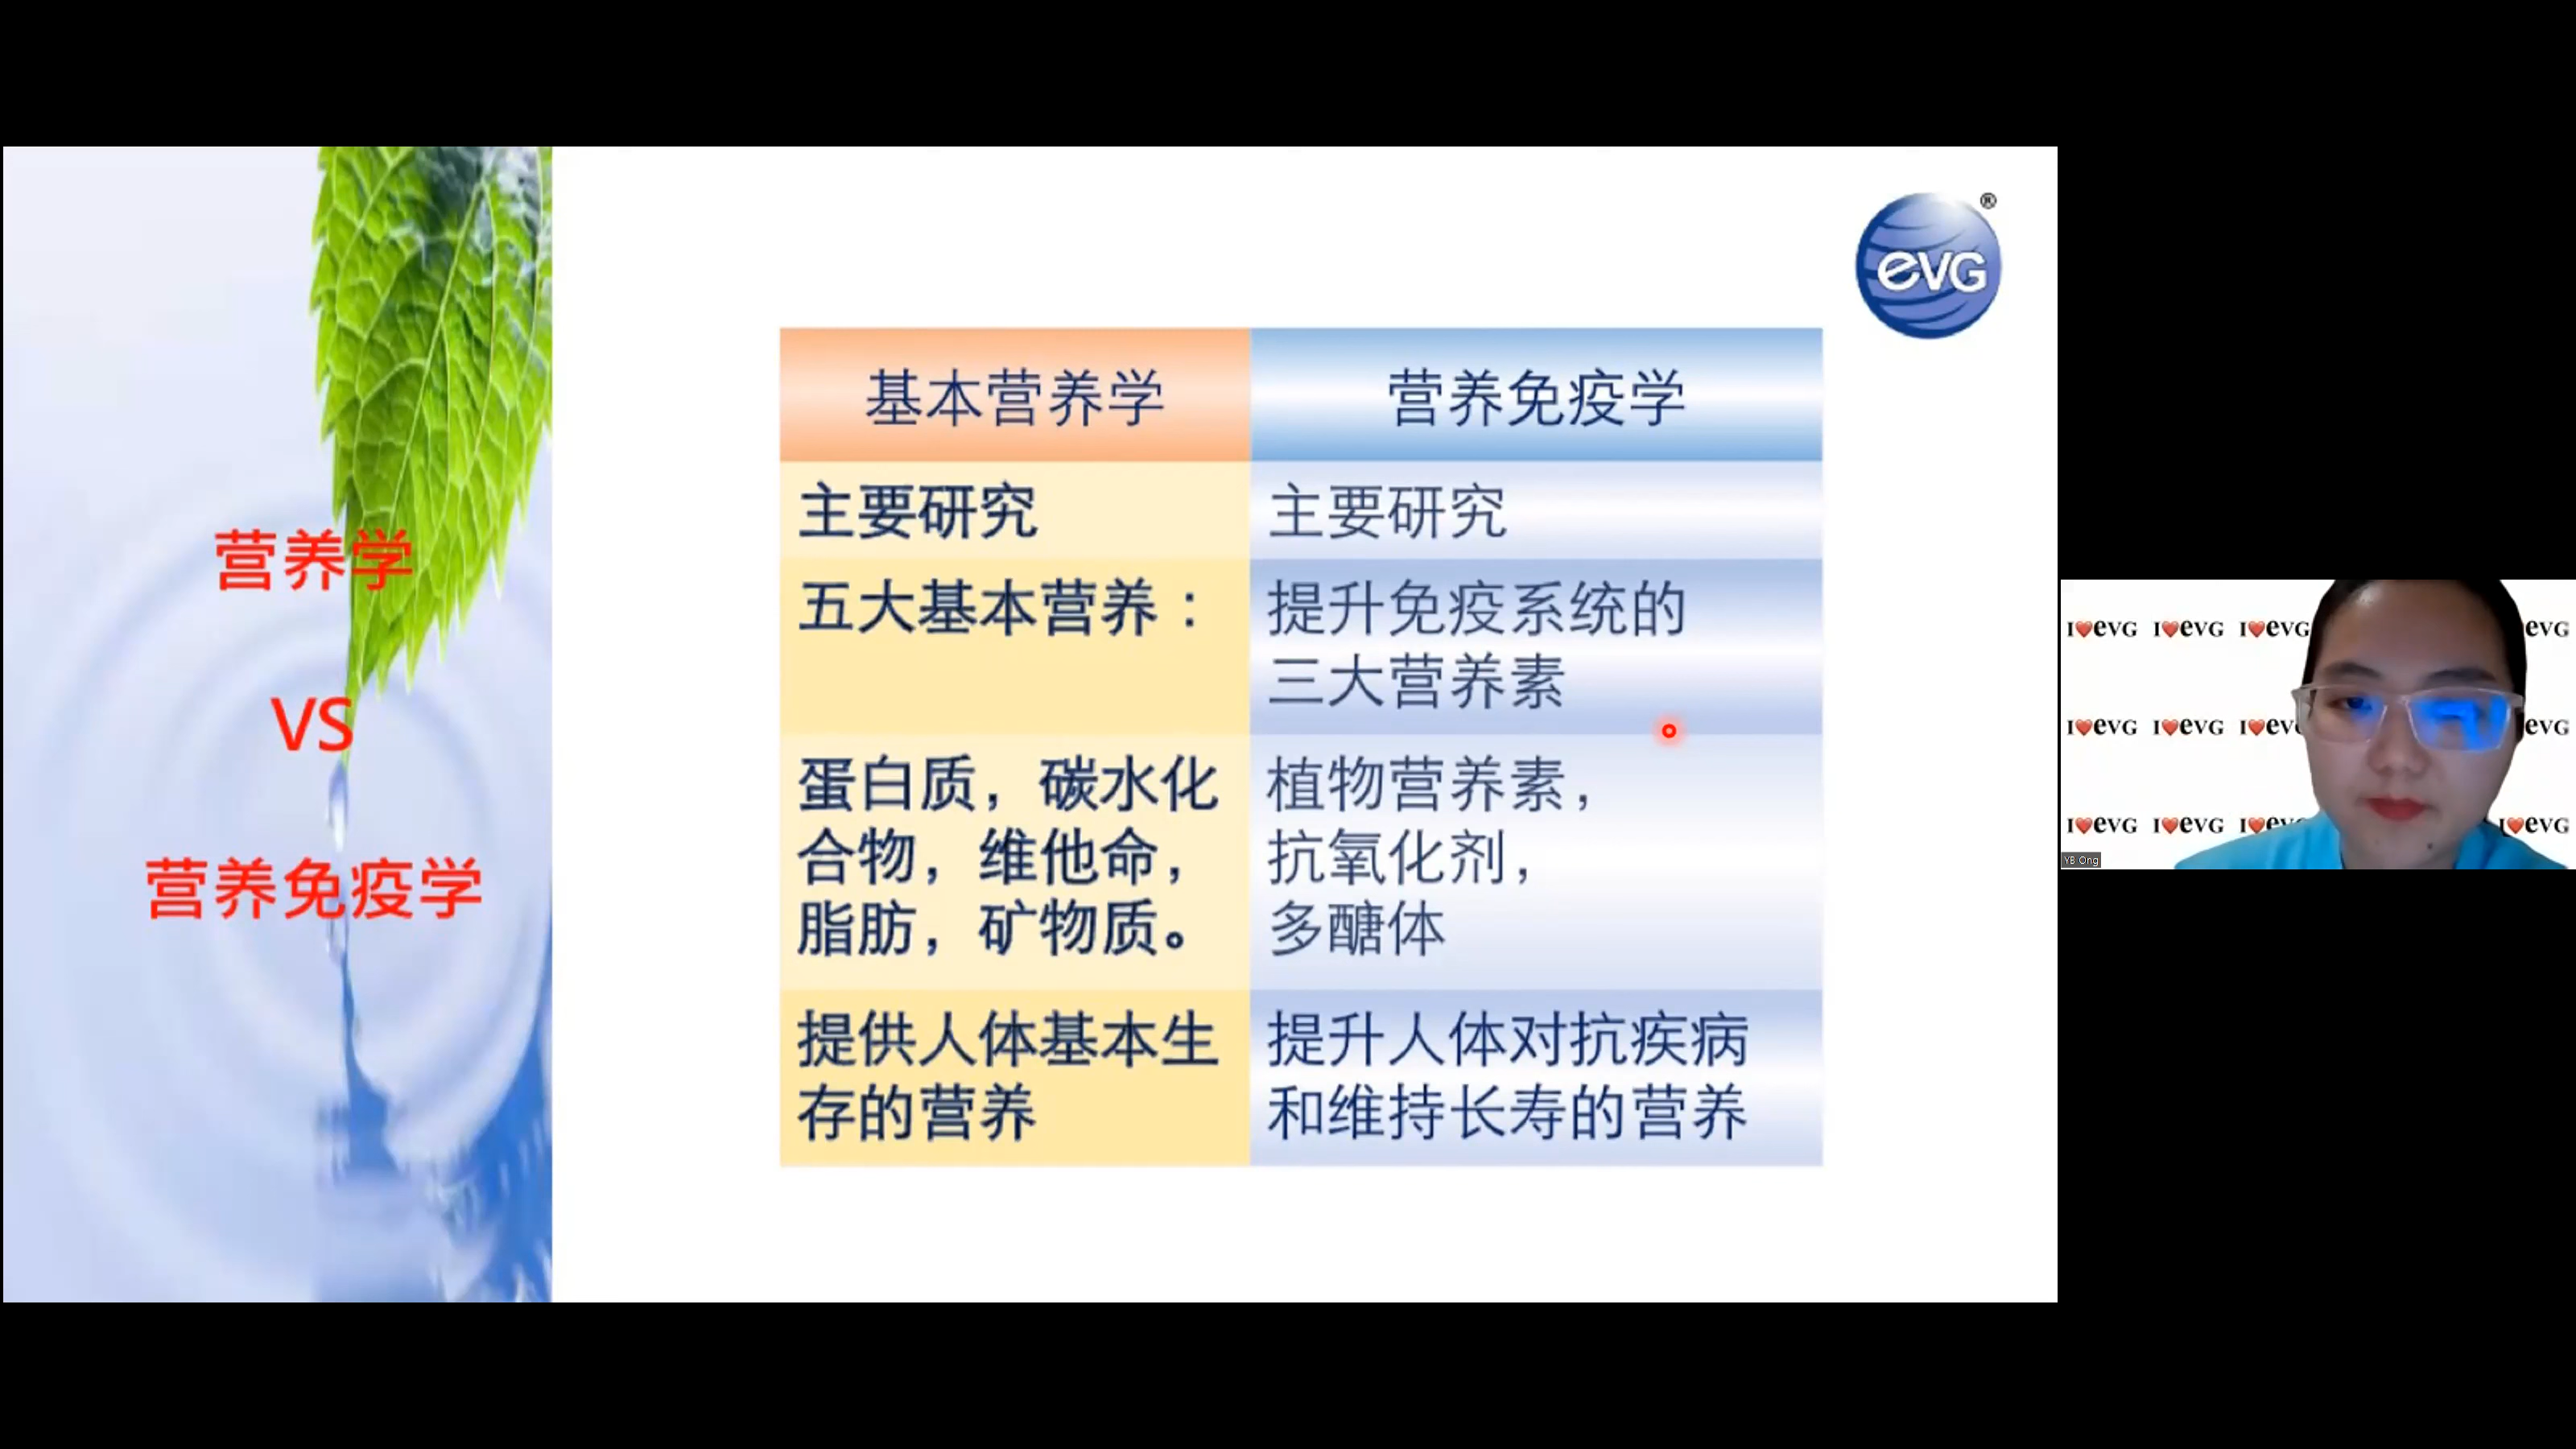 营养学
VS
营养免疫学
®
evG
基本营养学
营养免疫学
主要研究
主要研究
五大基本营养：
提升免疫系统的
三大营养素
蛋白质，碳水化
合物，维他命，
脂肪，矿物质。
植物营养素，
抗氧化剂，
多醣体
提供人体基本生
存的营养
提升人体对抗疾病
和维持长寿的营养
I❤evG I❤evG I❤evG evG
I❤evG I❤evG I❤ev evG
I❤evG I❤evG I❤ev I❤evG
YB Ong